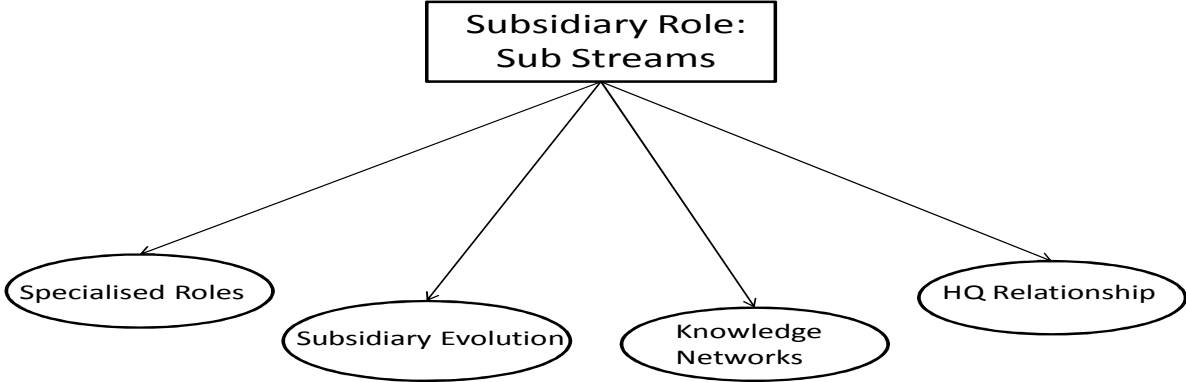 Subsidiary Role:
Sub Streams
Specialised Roles
Subsidiary Evolution
Knowledge
Networks
HQ Relationship